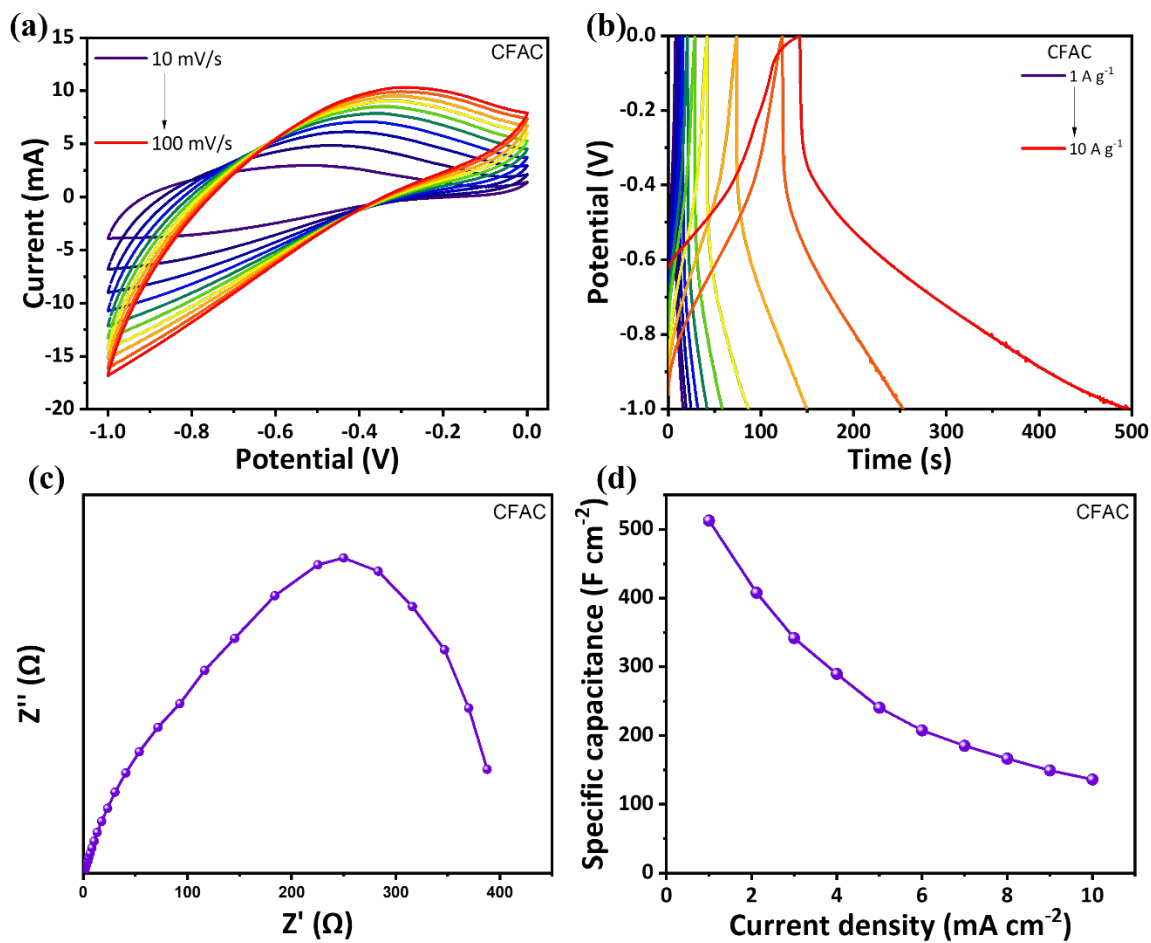 (a)
CFAC
10 mV/s
100 mV/s
15
10
5
0
-5
-10
-15
-20
Current (mA)
-1.0 -0.8 -0.6 -0.4 -0.2 0.0
Potential (V)
(b)
CFAC
1 A g⁻¹
10 A g⁻¹
0.0
-0.2
-0.4
-0.6
-0.8
-1.0
Potential (V)
0 100 200 300 400 500
Time (s)
(c)
CFAC
Z'' (Ω)
0 100 200 300 400
Z' (Ω)
(d)
CFAC
500
400
300
200
100
0
Specific capacitance (F cm⁻²)
0 2 4 6 8 10
Current density (mA cm⁻²)